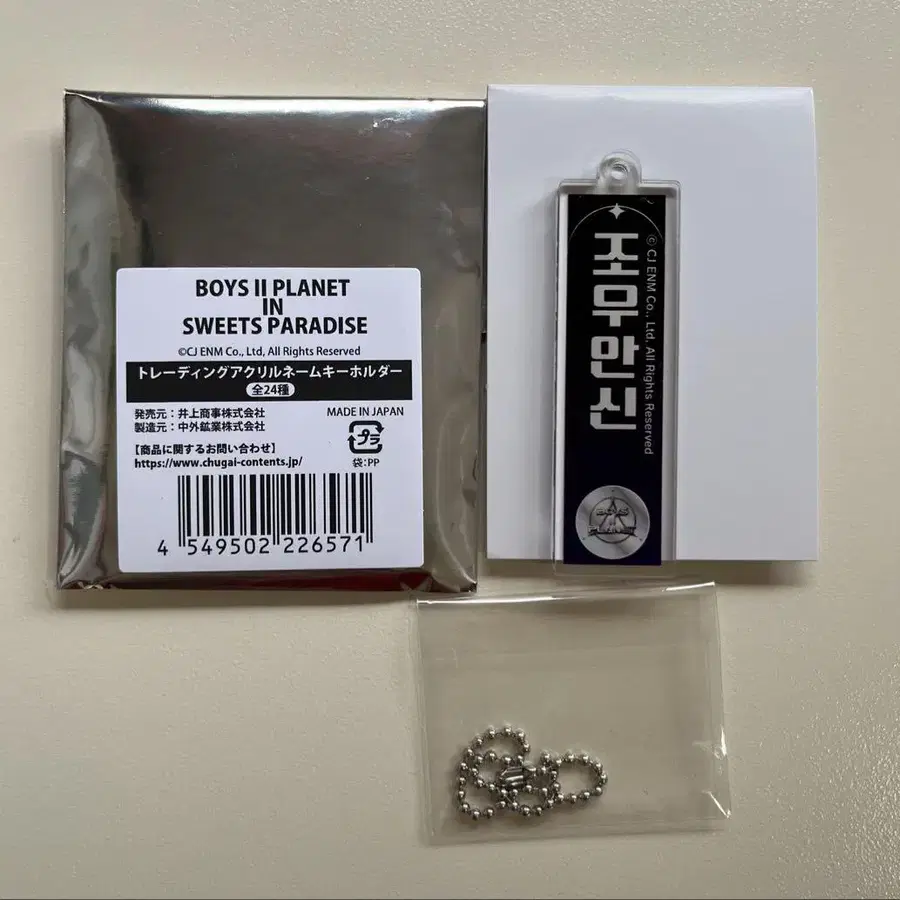 BOYS II PLANET
IN
SWEETS PARADISE
©CJ ENM Co., Ltd, All Rights Reserved
トレーディングアクリルネームキーホルダー
全24種
発売元：井上商事株式会社
製造元：中外鉱業株式会社
MADE IN JAPAN
プラ
袋:PP
【商品に関するお問い合わせ】
https://www.chugai-contents.jp/
4 549502 226571
조우안신
© CJ ENM Co., Ltd, All Rights Reserved
BOYS
II
PLANET